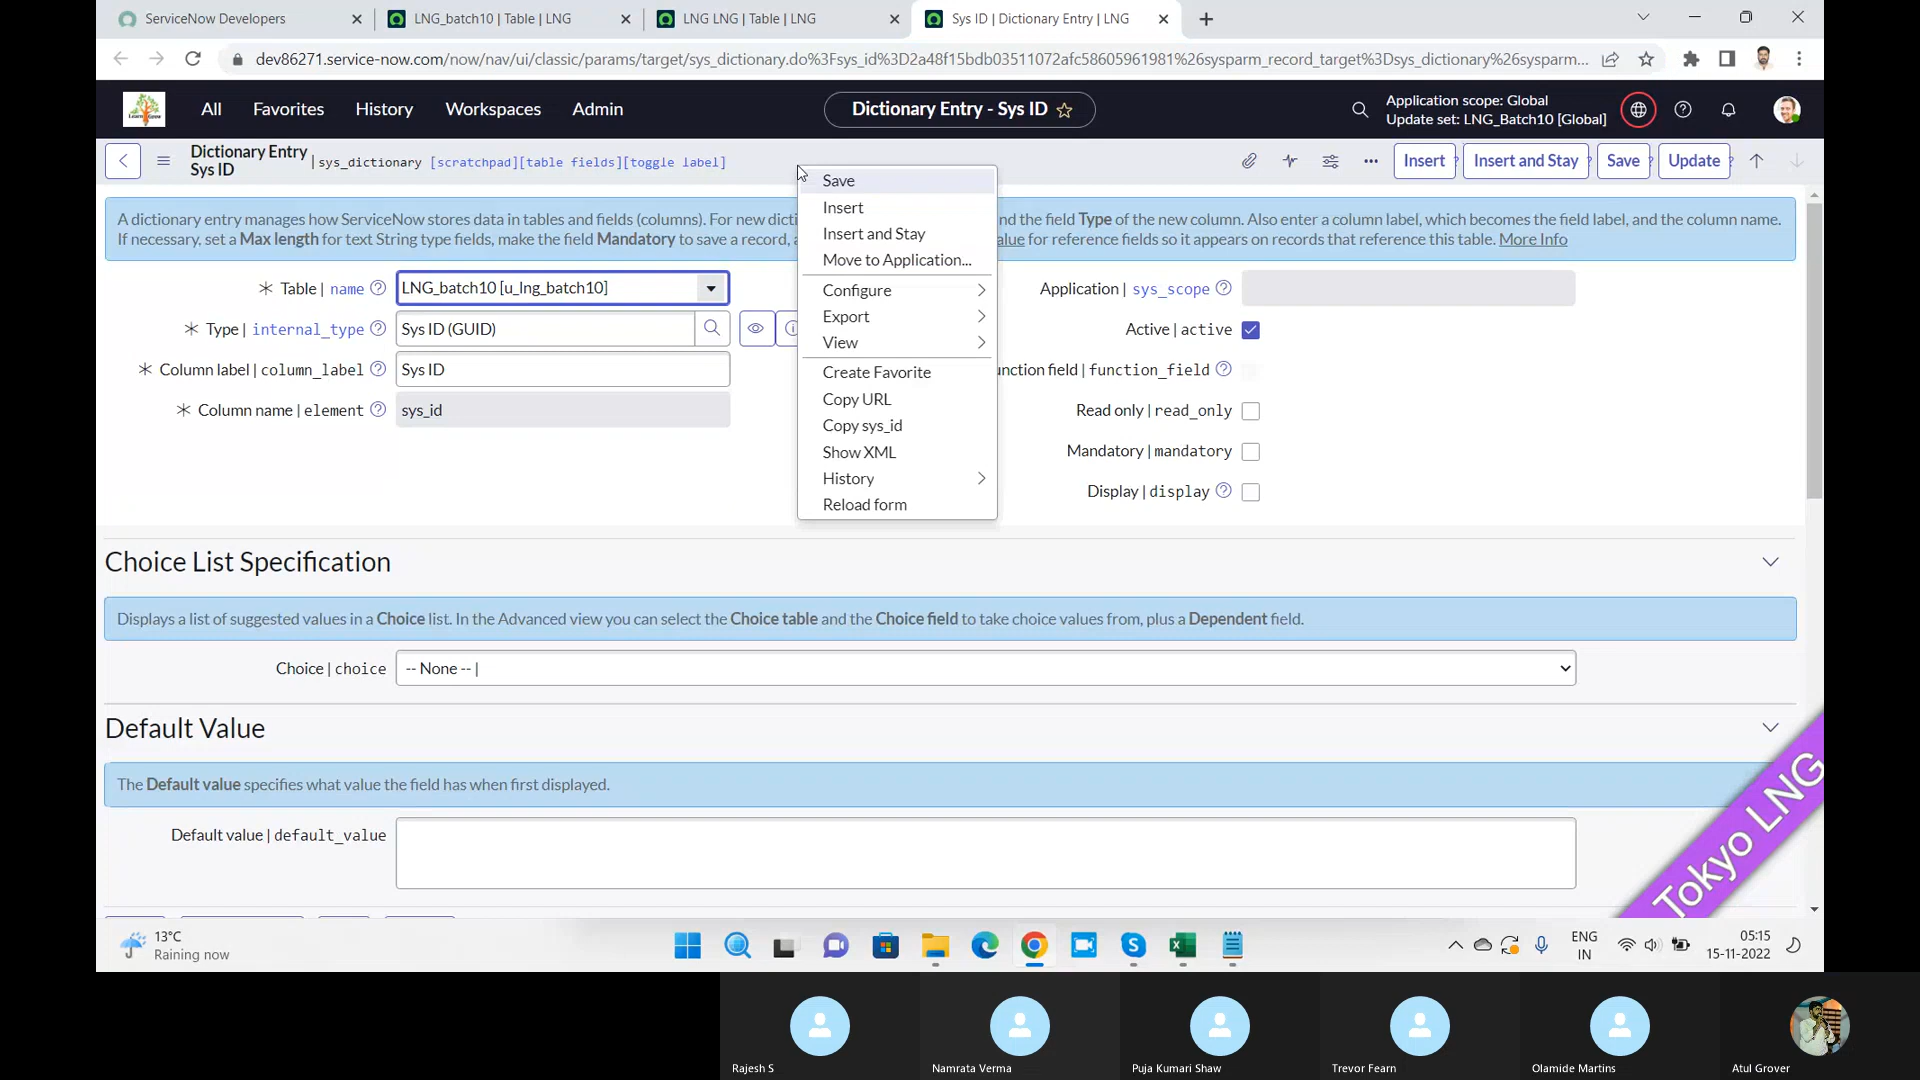 ServiceNow Developers
LNG_batch10 | Table | LNG
LNG LNG | Table | LNG
Sys ID | Dictionary Entry | LNG
dev86271.service-now.com/now/nav/ui/classic/params/target/sys_dictionary.do%3Fsys_id%3D2a48f15bdb03511072afc58605961981%26sysparm_record_target%3Dsys_dictionary%26sysparm...
All
Favorites
History
Workspaces
Admin
Dictionary Entry - Sys ID
Application scope: Global
Update set: LNG_Batch10 [Global]
Dictionary Entry
Sys ID
|sys_dictionary [scratchpad][table fields][toggle label]
Insert
Insert and Stay
Save
Update
A dictionary entry manages how ServiceNow stores data in tables and fields (columns). For new dicti
nd the field Type of the new column. Also enter a column label, which becomes the field label, and the column name.
If necessary, set a Max length for text String type fields, make the field Mandatory to save a record, a
alue for reference fields so it appears on records that reference this table. More Info
Save
Insert
Insert and Stay
Move to Application...
Configure
Export
View
Create Favorite
Copy URL
Copy sys_id
Show XML
History
Reload form
Table | name
LNG_batch10 [u_lng_batch10]
Type | internal_type
Sys ID (GUID)
Column label | column_label
Sys ID
Column name | element
sys_id
Application | sys_scope
Active | active
unction field | function_field
Read only | read_only
Mandatory | mandatory
Display | display
Choice List Specification
Displays a list of suggested values in a Choice list. In the Advanced view you can select the Choice table and the Choice field to take choice values from, plus a Dependent field.
Choice | choice
-- None -- |
Default Value
The Default value specifies what value the field has when first displayed.
Default value | default_value
Tokyo LNG
13°C
Raining now
ENG
IN
05:15
15-11-2022
Rajesh S
Namrata Verma
Puja Kumari Shaw
Trevor Fearn
Olamide Martins
Atul Grover